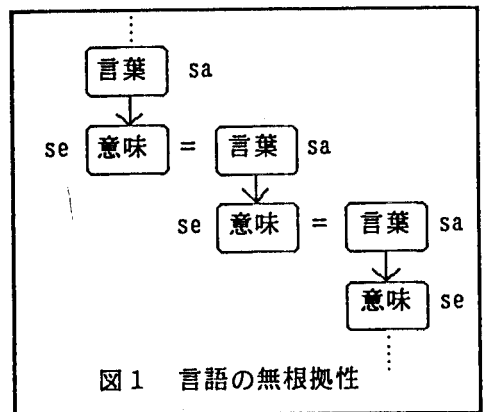 言葉 sa
se 意味 = 言葉 sa
se 意味 = 言葉 sa
意味 se
図1 言語の無根拠性